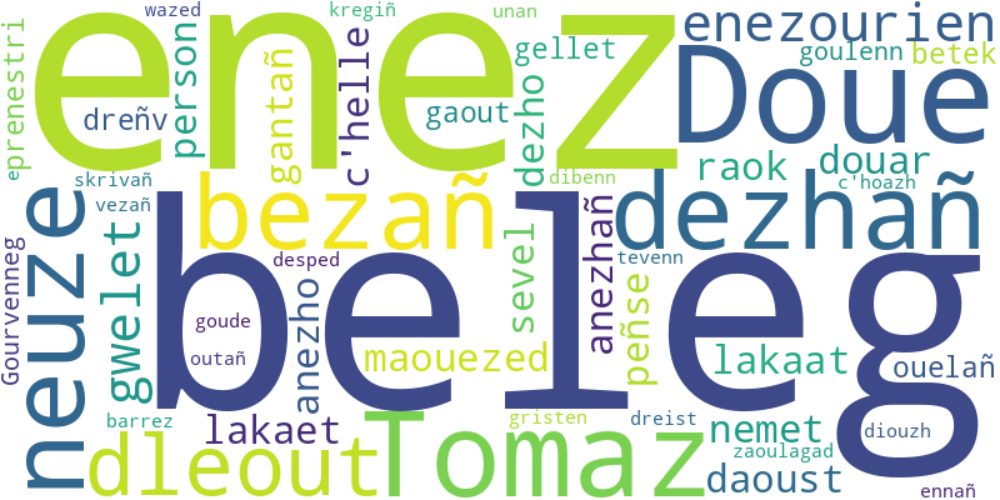 enez
beleg
Doue
neuze
Tomaz
dezhañ
bezañ
dleout
enezourien
gwelet
person
gantañ
c'helle
dezho
gellet
gaout
dreñv
wazed
kregiñ
unan
goulenn
betek
eprenestri
raok
douar
c'hoazh
dibenn
skrivañ
vezañ
Gourvenneg
desped
goude
outañ
anezho
maouezed
sevel
anezhañ
tevenn
peñse
lakaat
ouelañ
barrez
lakaet
gristen
dreist
nemet
diouzh
zaoulagad
daoust
ennañ